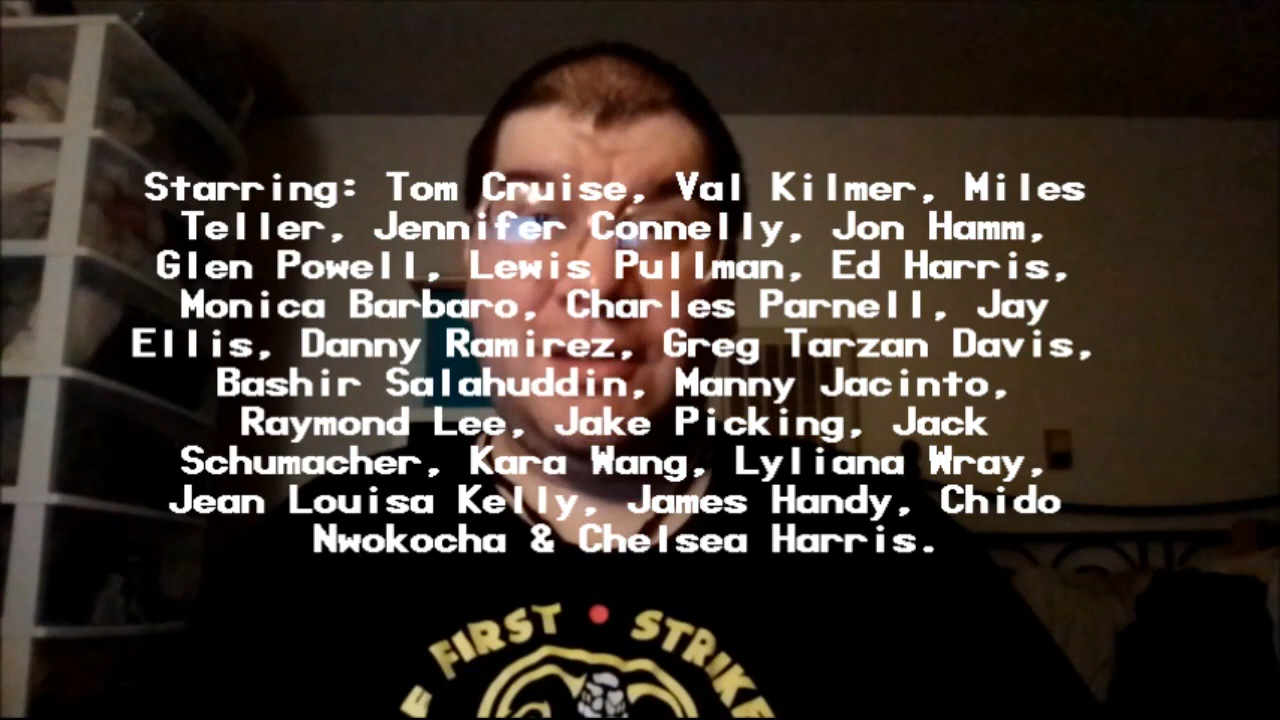 Starring: Tom Cruise, Val Kilmer, Miles
Teller, Jennifer Connelly, Jon Hamm,
Glen Powell, Lewis Pullman, Ed Harris,
Monica Barbaro, Charles Parnell, Jay
Ellis, Danny Ramirez, Greg Tarzan Davis,
Bashir Salahuddin, Manny Jacinto,
Raymond Lee, Jake Picking, Jack
Schumacher, Kara Wang, Lyliana Wray,
Jean Louisa Kelly, James Handy, Chido
Nwokocha & Chelsea Harris.
FIRST • STRIKE